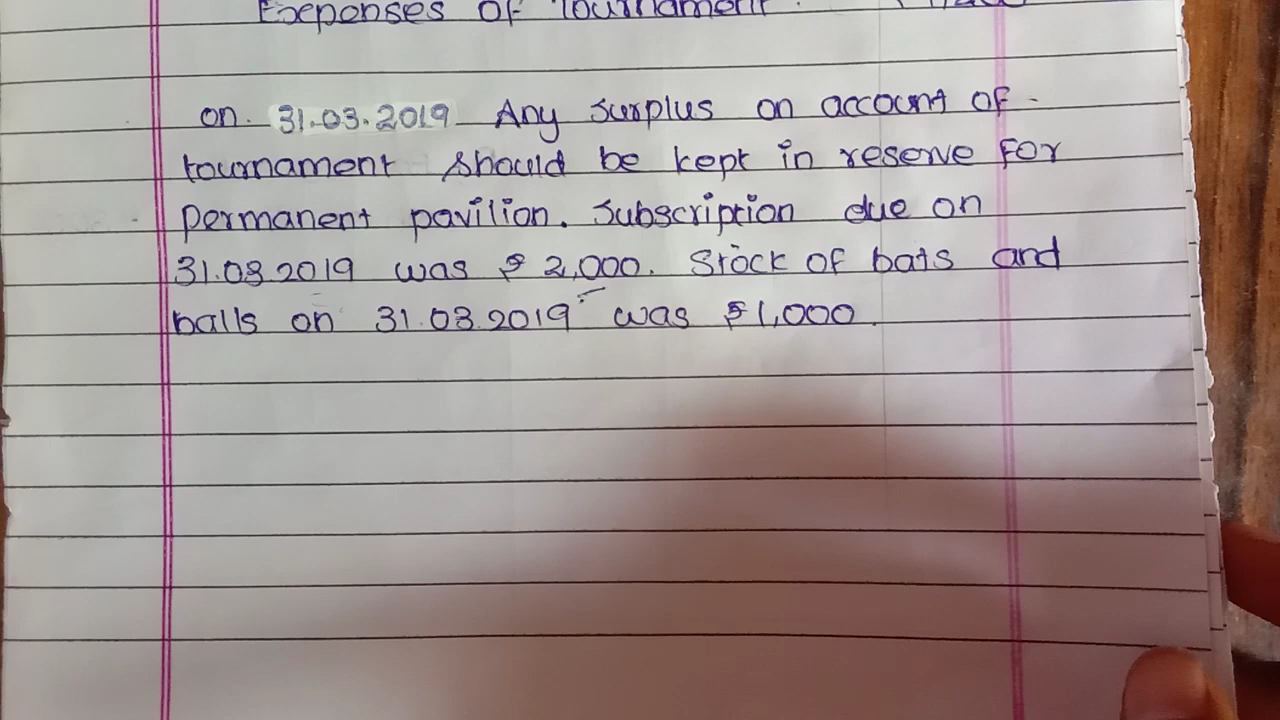 Expenses of Tournament.
on. 31.03.2019 Any surplus on account of -
tournament should be kept in reserve for
permanent pavilion. Subscription due on
31.03.2019 was $ 2,000. Stock of bats and
balls on 31.03.2019 was $1,000.